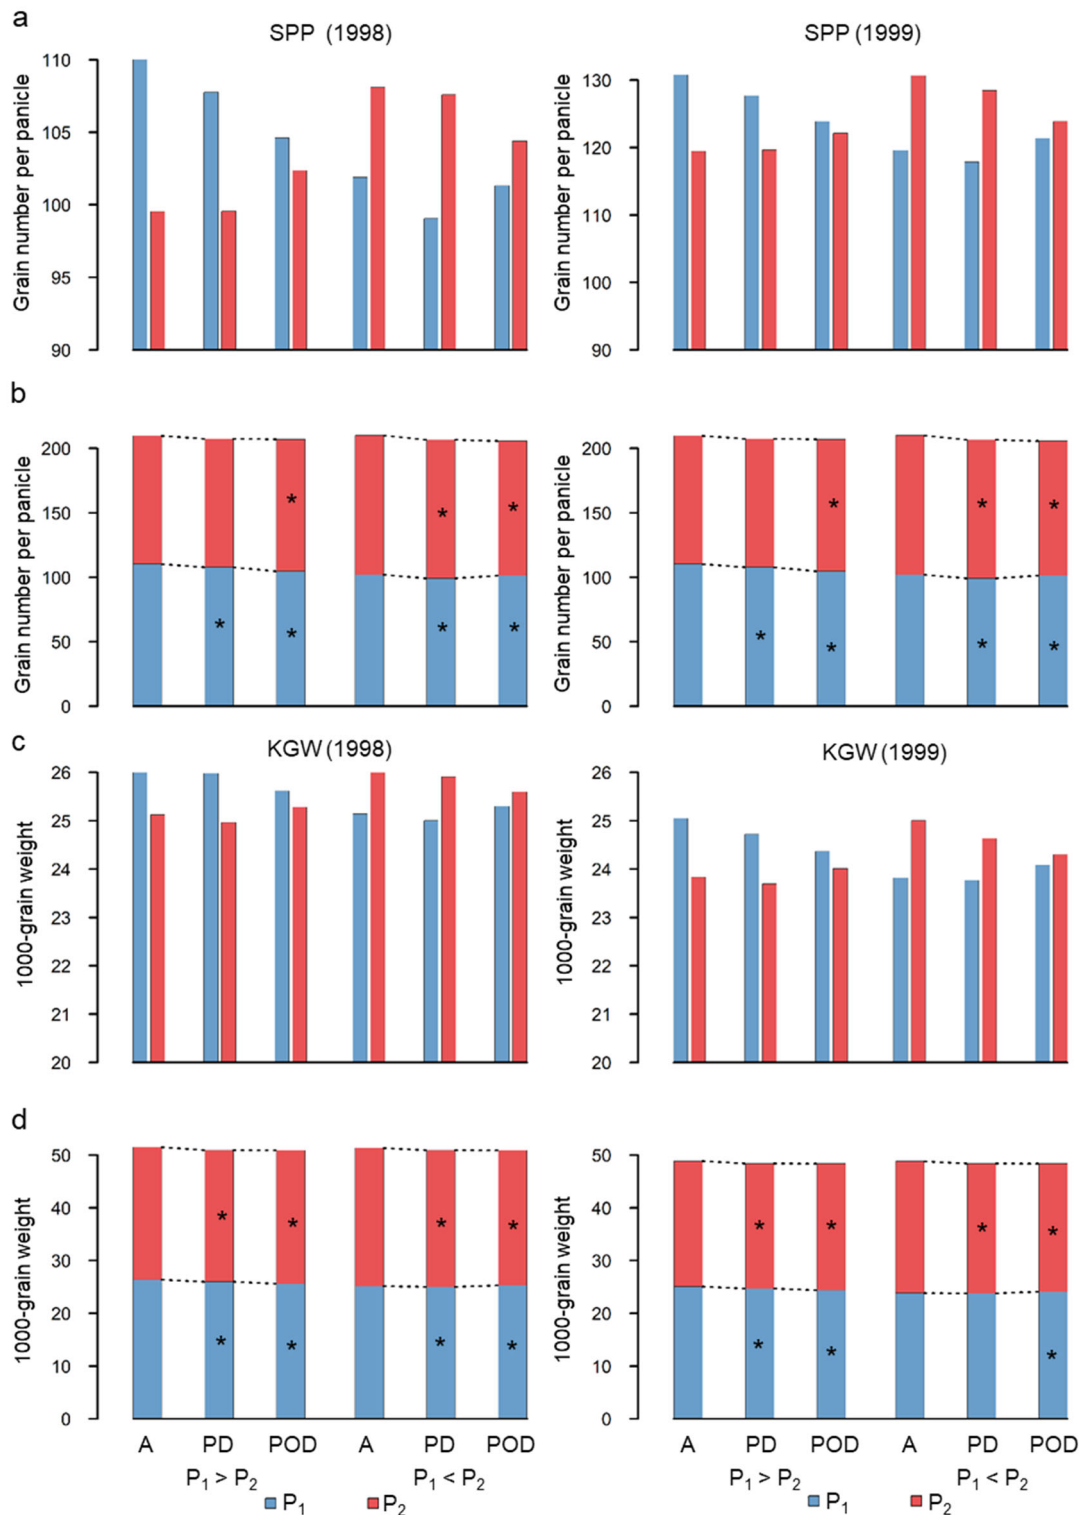 a
SPP (1998)
SPP (1999)
Grain number per panicle
110
105
100
95
90
Grain number per panicle
130
120
110
100
90
b
Grain number per panicle
200
150
100
50
0
* * *
* * * *
Grain number per panicle
200
150
100
50
0
* * *
* * * *
c
KGW (1998)
KGW (1999)
1000-grain weight
26
25
24
23
22
21
20
1000-grain weight
26
25
24
23
22
21
20
d
1000-grain weight
50
40
30
20
10
0
* * * *
* * * *
1000-grain weight
50
40
30
20
10
0
* * * *
* * *
A PD POD A PD POD
P₁ > P₂ P₁ < P₂
P₁ P₂
A PD POD A PD POD
P₁ > P₂ P₁ < P₂
P₁ P₂